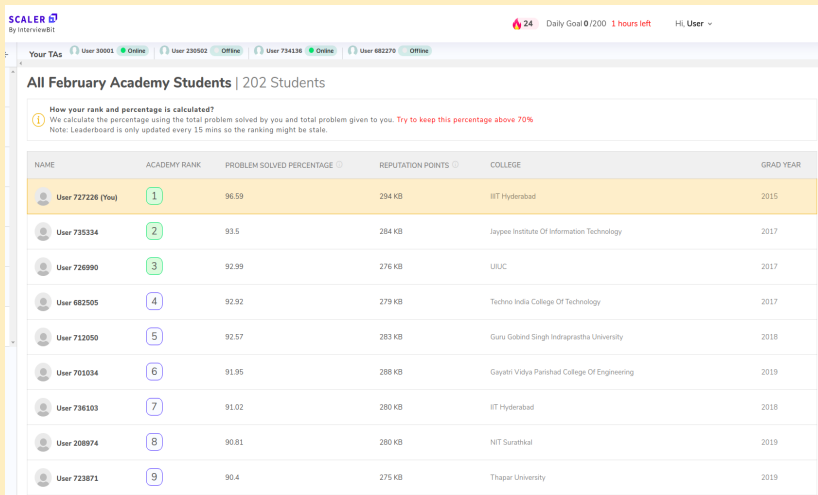 SCALER
By InterviewBit
24 Daily Goal 0/200 1 hours left Hi, User
Your TAs User 30001 Online User 230502 Offline User 734136 Online User 682270 Offline
All February Academy Students | 202 Students
How your rank and percentage is calculated?
We calculate the percentage using the total problem solved by you and total problem given to you. Try to keep this percentage above 70%
Note: Leaderboard is only updated every 15 mins so the ranking might be stale.
NAME ACADEMY RANK PROBLEM SOLVED PERCENTAGE REPUTATION POINTS COLLEGE GRAD YEAR
User 727226 (You) 1 96.59 294 KB IIIT Hyderabad 2015
User 735334 2 93.5 284 KB Jaypee Institute Of Information Technology 2017
User 726990 3 92.99 276 KB UIUC 2017
User 682505 4 92.92 279 KB Techno India College Of Technology 2017
User 712050 5 92.57 283 KB Guru Gobind Singh Indraprastha University 2018
User 701034 6 91.95 288 KB Gayatri Vidya Parishad College Of Engineering 2019
User 736103 7 91.02 280 KB IIT Hyderabad 2018
User 208974 8 90.81 280 KB NIT Surathkal 2019
User 723871 9 90.4 275 KB Thapar University 2019